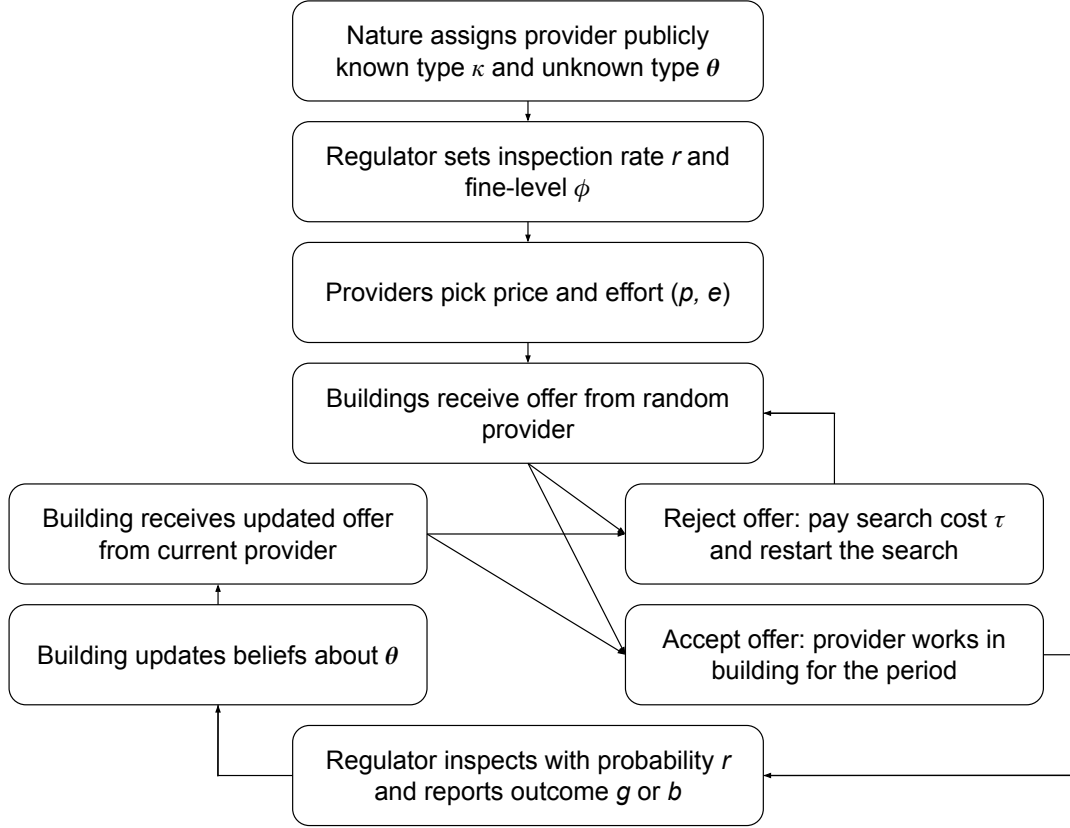 Nature assigns provider publicly
known type κ and unknown type θ
Regulator sets inspection rate r and
fine-level ϕ
Providers pick price and effort (p, e)
Buildings receive offer from random
provider
Reject offer: pay search cost τ
and restart the search
Accept offer: provider works in
building for the period
Regulator inspects with probability r
and reports outcome g or b
Building updates beliefs about θ
Building receives updated offer
from current provider